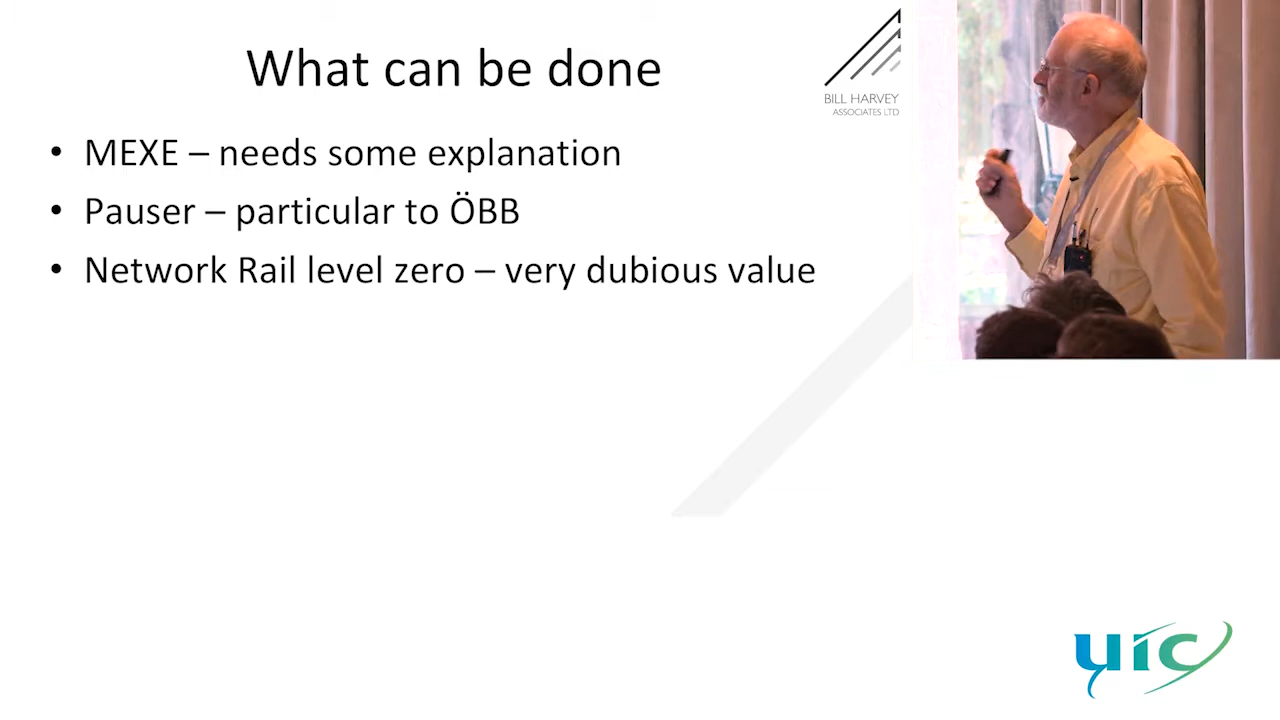 What can be done
BILL HARVEY
ASSOCIATES LTD
• MEXE – needs some explanation
• Pauser – particular to ÖBB
• Network Rail level zero – very dubious value
uic